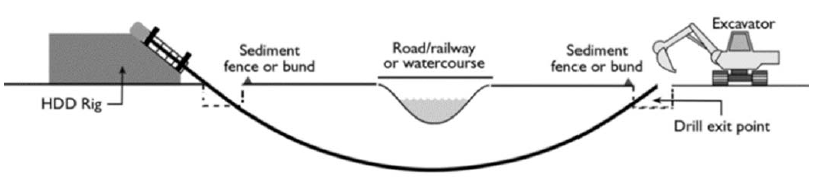 Excavator
Sediment
fence or bund
Road/railway
or watercourse
Sediment
fence or bund
HDD Rig
Drill exit point